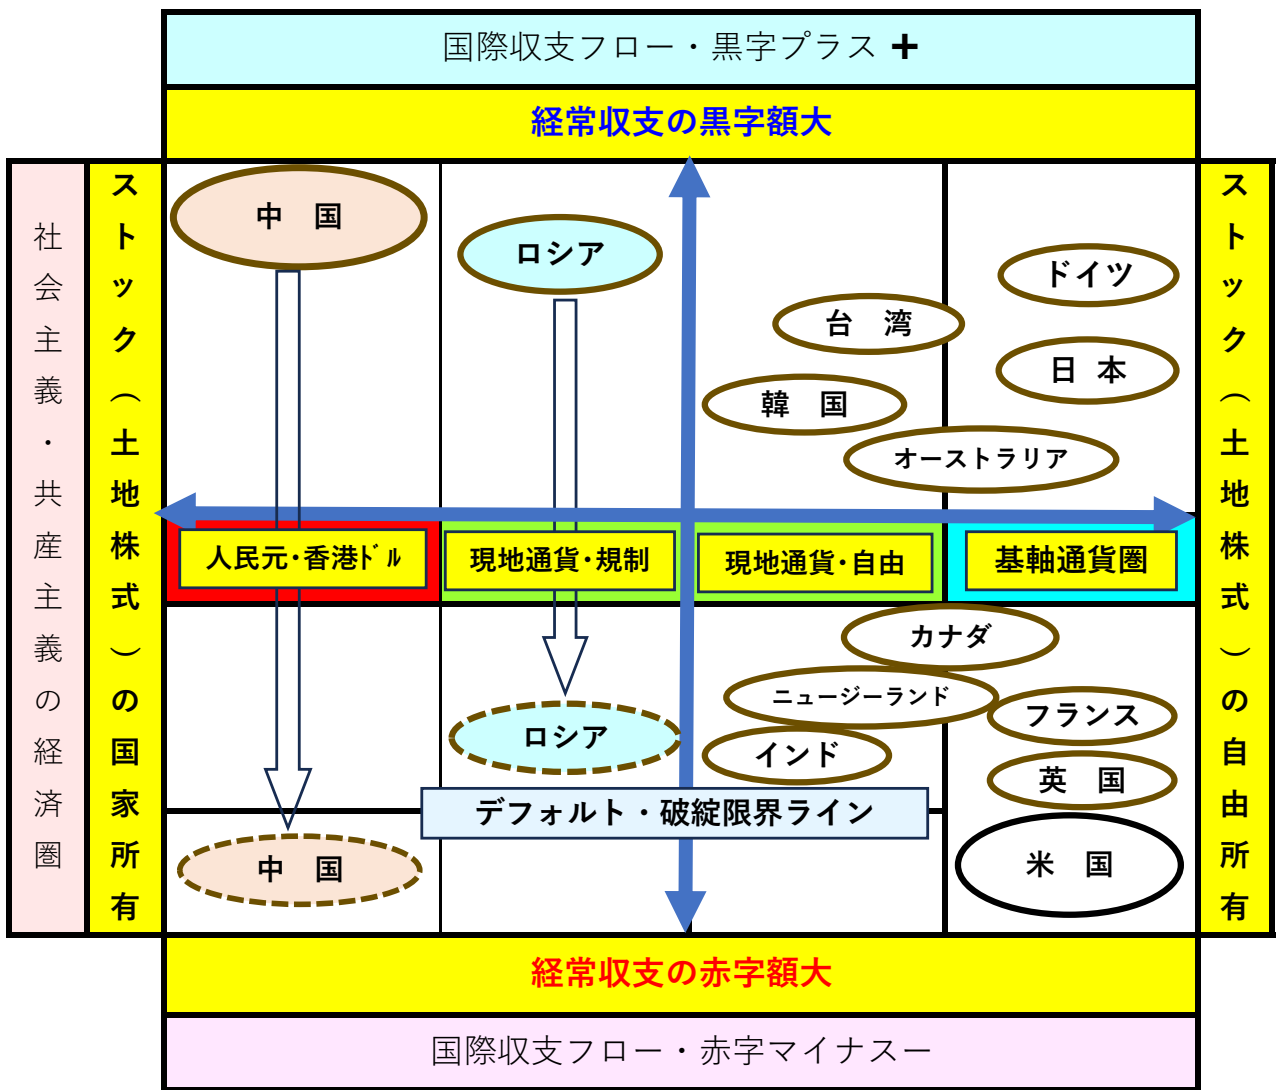 国際収支フロー・黒字プラス ＋
経常収支の黒字額大
社会主義・共産主義の経済圏
ストック（土地株式）の国家所有
ストック（土地株式）の自由所有
中　国
ロシア
ドイツ
台　湾
日 本
韓　国
オーストラリア
人民元・香港ﾄﾞﾙ
現地通貨・規制
現地通貨・自由
基軸通貨圏
カナダ
ニュージーランド
フランス
ロシア
インド
英　国
デフォルト・破綻限界ライン
中　国
米　国
経常収支の赤字額大
国際収支フロー・赤字マイナスー